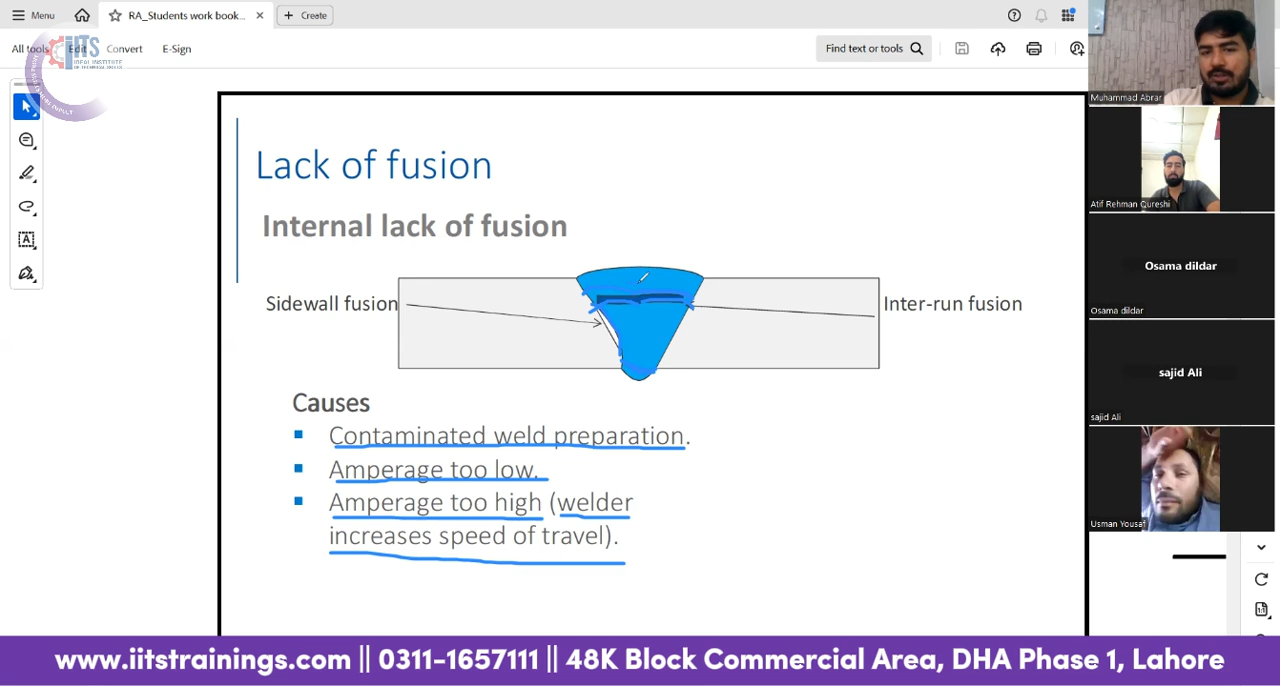 Menu
RA_Students work book...
Create
All tools
Edit
Convert
E-Sign
Find text or tools
iiTS
IDEAL INSTITUTE
Lack of fusion
Internal lack of fusion
Sidewall fusion
Inter-run fusion
Causes
Contaminated weld preparation.
Amperage too low.
Amperage too high (welder
increases speed of travel).
Muhammad Abrar
Atif Rehman Qureshi
Osama dildar
Osama dildar
sajid Ali
sajid Ali
Usman Yousaf
www.iitstrainings.com || 0311-1657111 || 48K Block Commercial Area, DHA Phase 1, Lahore